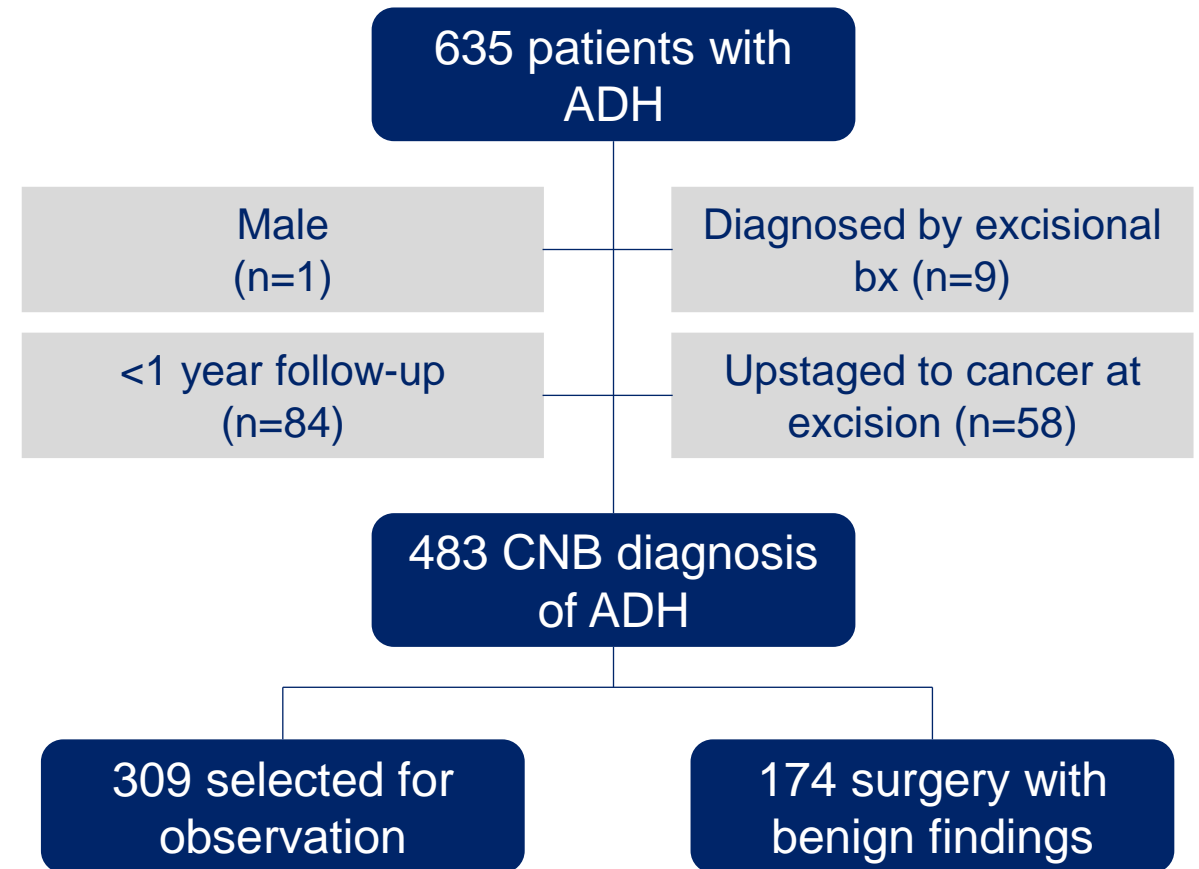 635 patients with
ADH
Male
(n=1)
Diagnosed by excisional
bx (n=9)
<1 year follow-up
(n=84)
Upstaged to cancer at
excision (n=58)
483 CNB diagnosis
of ADH
309 selected for
observation
174 surgery with
benign findings